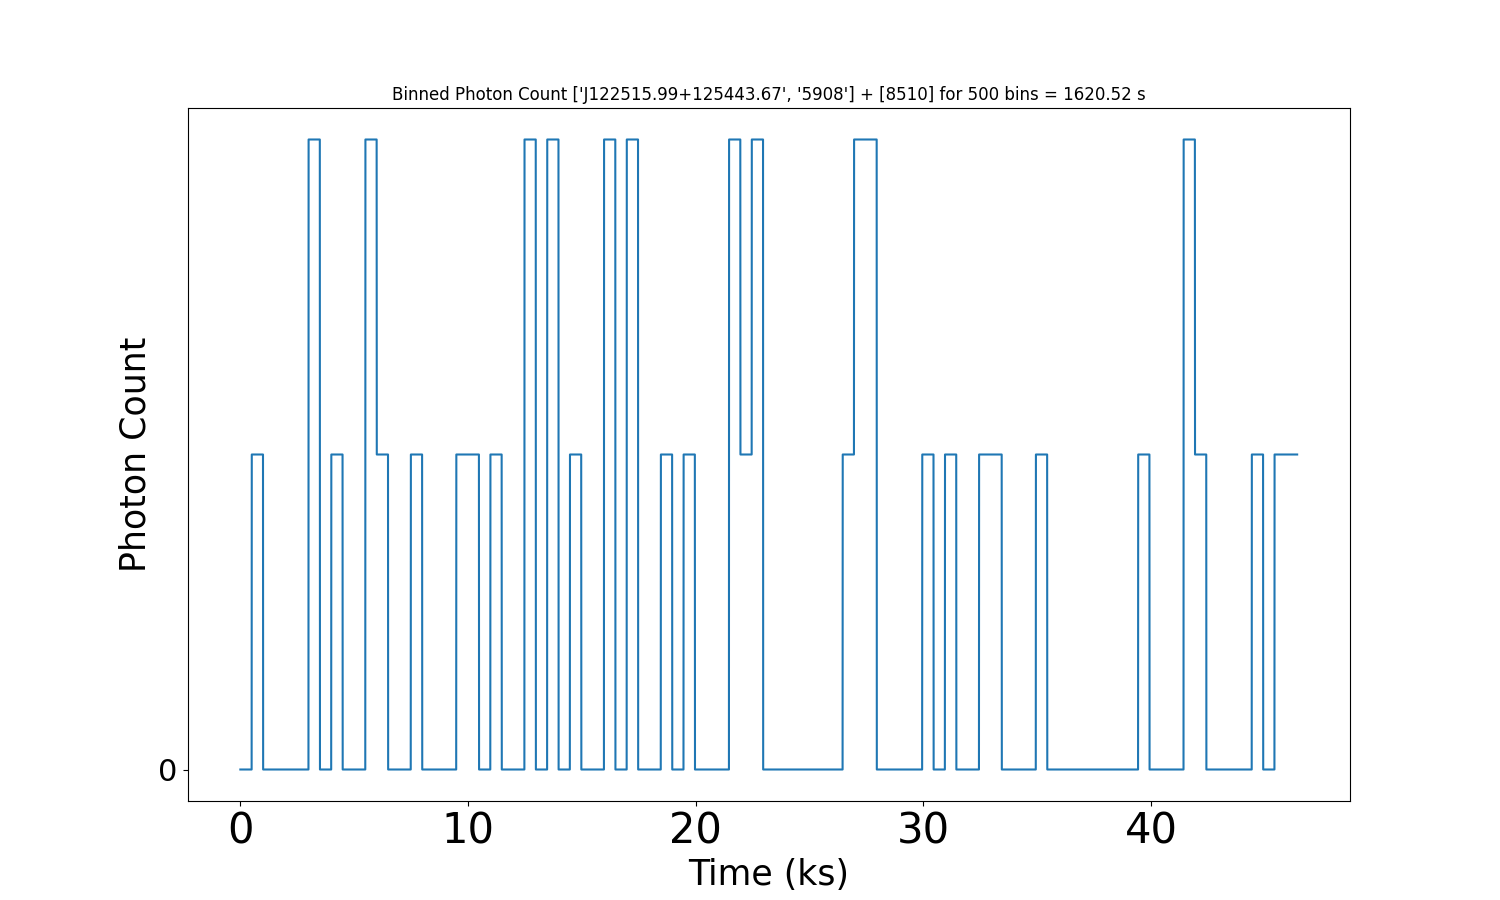 Binned Photon Count ['J122515.99+125443.67', '5908'] + [8510] for 500 bins = 1620.52 s
Photon Count
0
0 10 20 30 40
Time (ks)